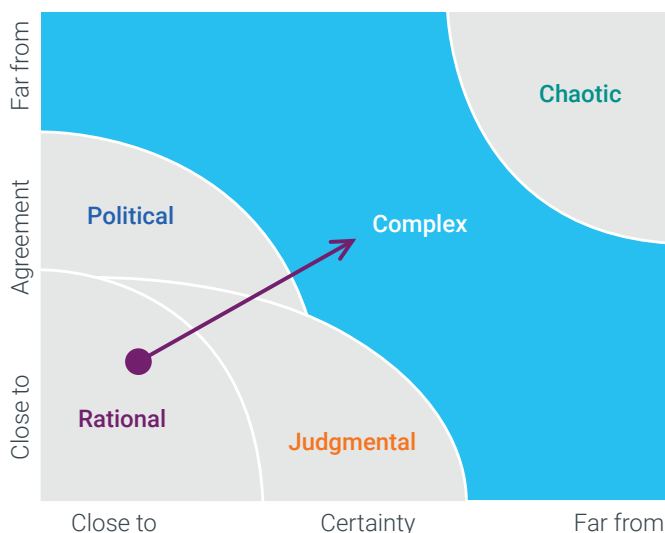 Far from
Chaotic
Political
Complex
Agreement
Rational
Judgmental
Close to
Close to
Certainty
Far from